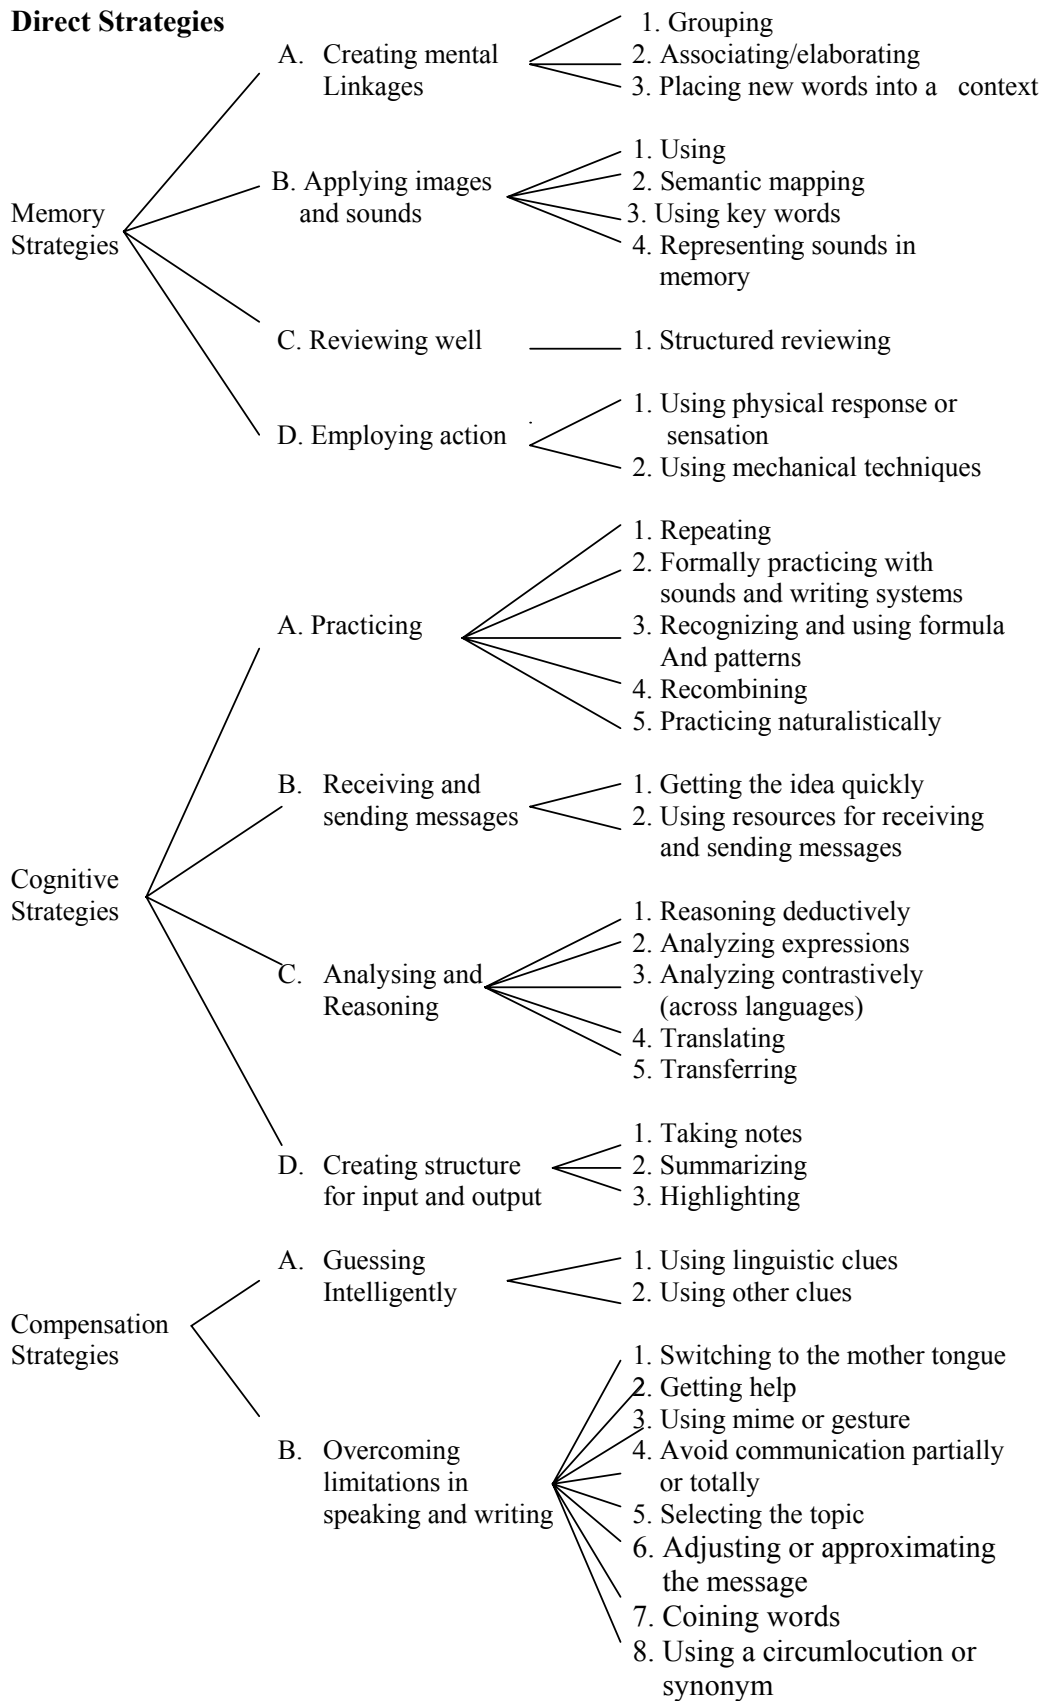 Direct Strategies
Memory
Strategies
A. Creating mental
Linkages
1. Grouping
2. Associating/elaborating
3. Placing new words into a context
B. Applying images
and sounds
1. Using
2. Semantic mapping
3. Using key words
4. Representing sounds in
memory
C. Reviewing well
1. Structured reviewing
D. Employing action
1. Using physical response or
sensation
2. Using mechanical techniques
Cognitive
Strategies
A. Practicing
1. Repeating
2. Formally practicing with
sounds and writing systems
3. Recognizing and using formula
And patterns
4. Recombining
5. Practicing naturalistically
B. Receiving and
sending messages
1. Getting the idea quickly
2. Using resources for receiving
and sending messages
C. Analysing and
Reasoning
1. Reasoning deductively
2. Analyzing expressions
3. Analyzing contrastively
(across languages)
4. Translating
5. Transferring
D. Creating structure
for input and output
1. Taking notes
2. Summarizing
3. Highlighting
Compensation
Strategies
A. Guessing
Intelligently
1. Using linguistic clues
2. Using other clues
B. Overcoming
limitations in
speaking and writing
1. Switching to the mother tongue
2. Getting help
3. Using mime or gesture
4. Avoid communication partially
or totally
5. Selecting the topic
6. Adjusting or approximating
the message
7. Coining words
8. Using a circumlocution or
synonym